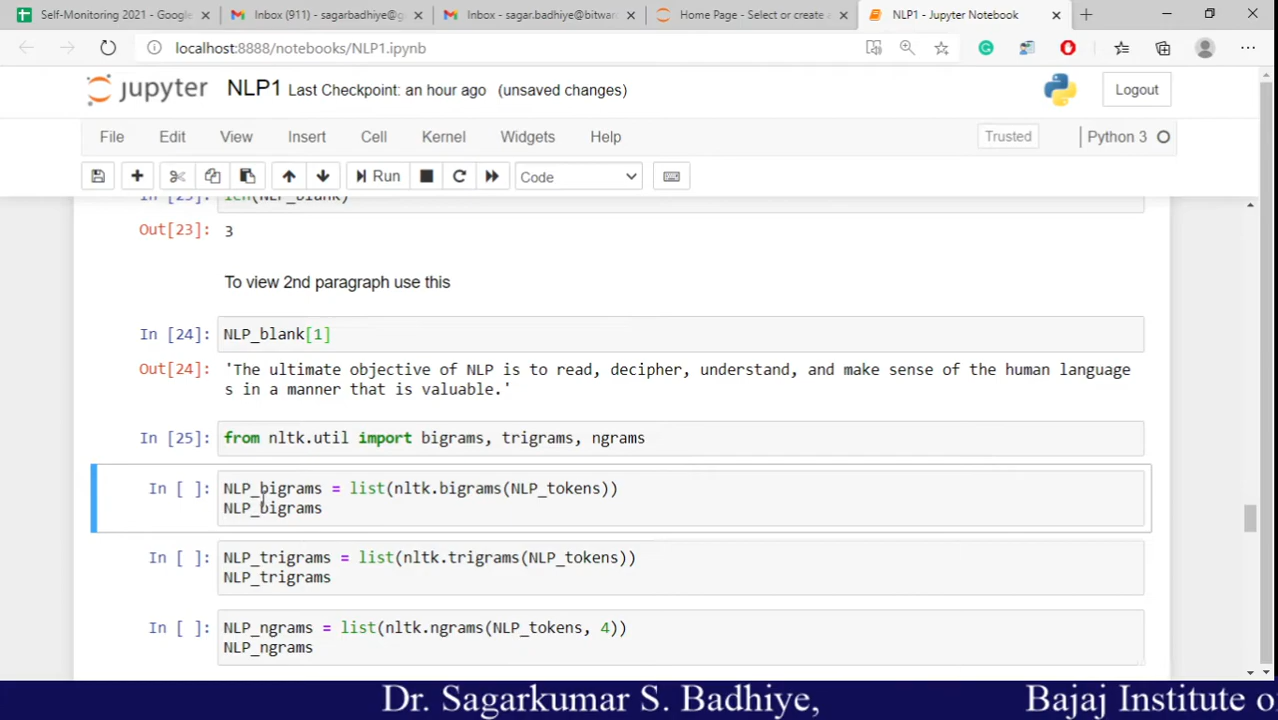 Self-Monitoring 2021 - Google
Inbox (911) - sagarbadhiye@g
Inbox - sagar.badhiye@bitwar
Home Page - Select or create a
NLP1 - Jupyter Notebook
localhost:8888/notebooks/NLP1.ipynb
jupyter NLP1 Last Checkpoint: an hour ago (unsaved changes)
Logout
File Edit View Insert Cell Kernel Widgets Help
Trusted
Python 3
Run
Code
In [23]: len(NLP_blank)
Out[23]: 3
To view 2nd paragraph use this
In [24]: NLP_blank[1]
Out[24]: 'The ultimate objective of NLP is to read, decipher, understand, and make sense of the human language
s in a manner that is valuable.'
In [25]: from nltk.util import bigrams, trigrams, ngrams
In [ ]: NLP_bigrams = list(nltk.bigrams(NLP_tokens))
NLP_bigrams
In [ ]: NLP_trigrams = list(nltk.trigrams(NLP_tokens))
NLP_trigrams
In [ ]: NLP_ngrams = list(nltk.ngrams(NLP_tokens, 4))
NLP_ngrams
Dr. Sagarkumar S. Badhiye,
Bajaj Institute o